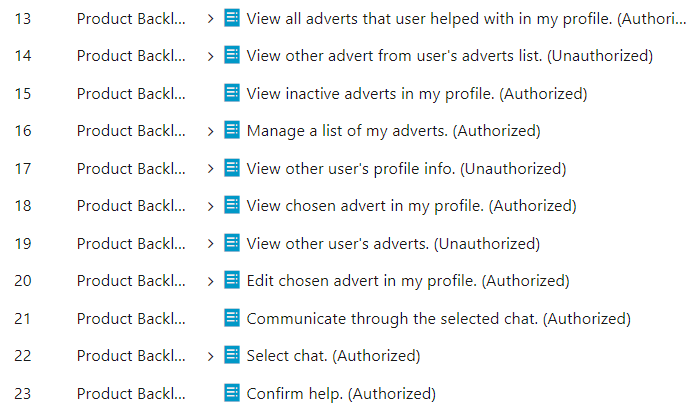 13 Product Backl... > View all adverts that user helped with in my profile. (Authori...
14 Product Backl... > View other advert from user's adverts list. (Unauthorized)
15 Product Backl... View inactive adverts in my profile. (Authorized)
16 Product Backl... > Manage a list of my adverts. (Authorized)
17 Product Backl... > View other user's profile info. (Unauthorized)
18 Product Backl... > View chosen advert in my profile. (Authorized)
19 Product Backl... > View other user's adverts. (Unauthorized)
20 Product Backl... > Edit chosen advert in my profile. (Authorized)
21 Product Backl... Communicate through the selected chat. (Authorized)
22 Product Backl... > Select chat. (Authorized)
23 Product Backl... Confirm help. (Authorized)